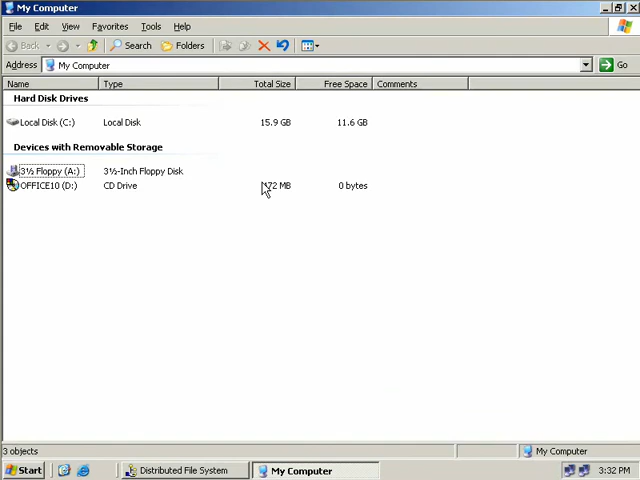 My Computer
File Edit View Favorites Tools Help
Back Search Folders
Address My Computer Go
Name Type Total Size Free Space Comments
Hard Disk Drives
Local Disk (C:) Local Disk 15.9 GB 11.6 GB
Devices with Removable Storage
3½ Floppy (A:) 3½-Inch Floppy Disk
OFFICE10 (D:) CD Drive MB 0 bytes
3 objects My Computer
Start Distributed File System My Computer 3:32 PM